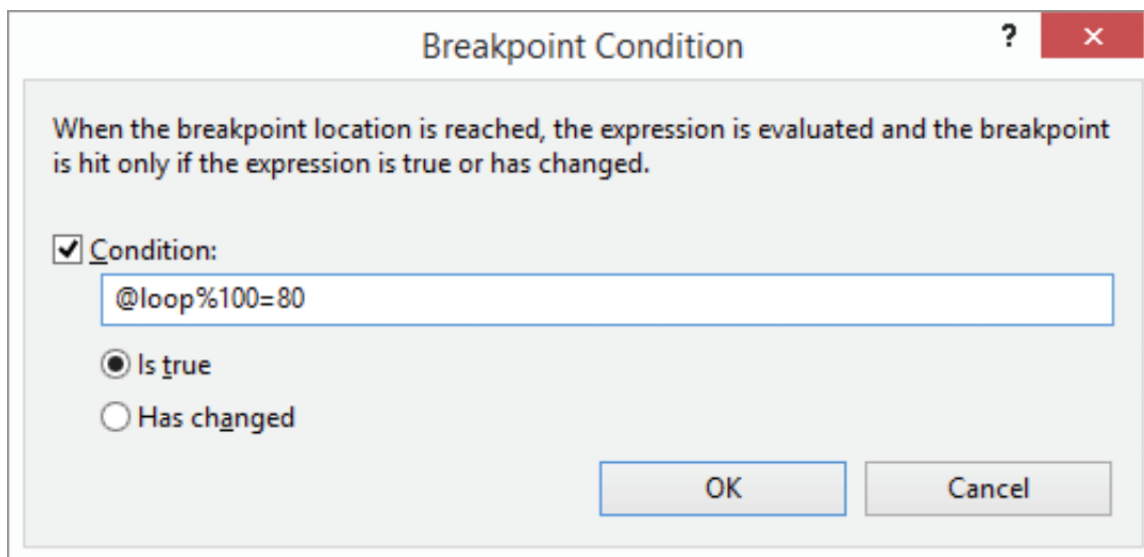 Breakpoint Condition
?
When the breakpoint location is reached, the expression is evaluated and the breakpoint
is hit only if the expression is true or has changed.
Condition:
@loop%100=80
Is true
Has changed
OK Cancel